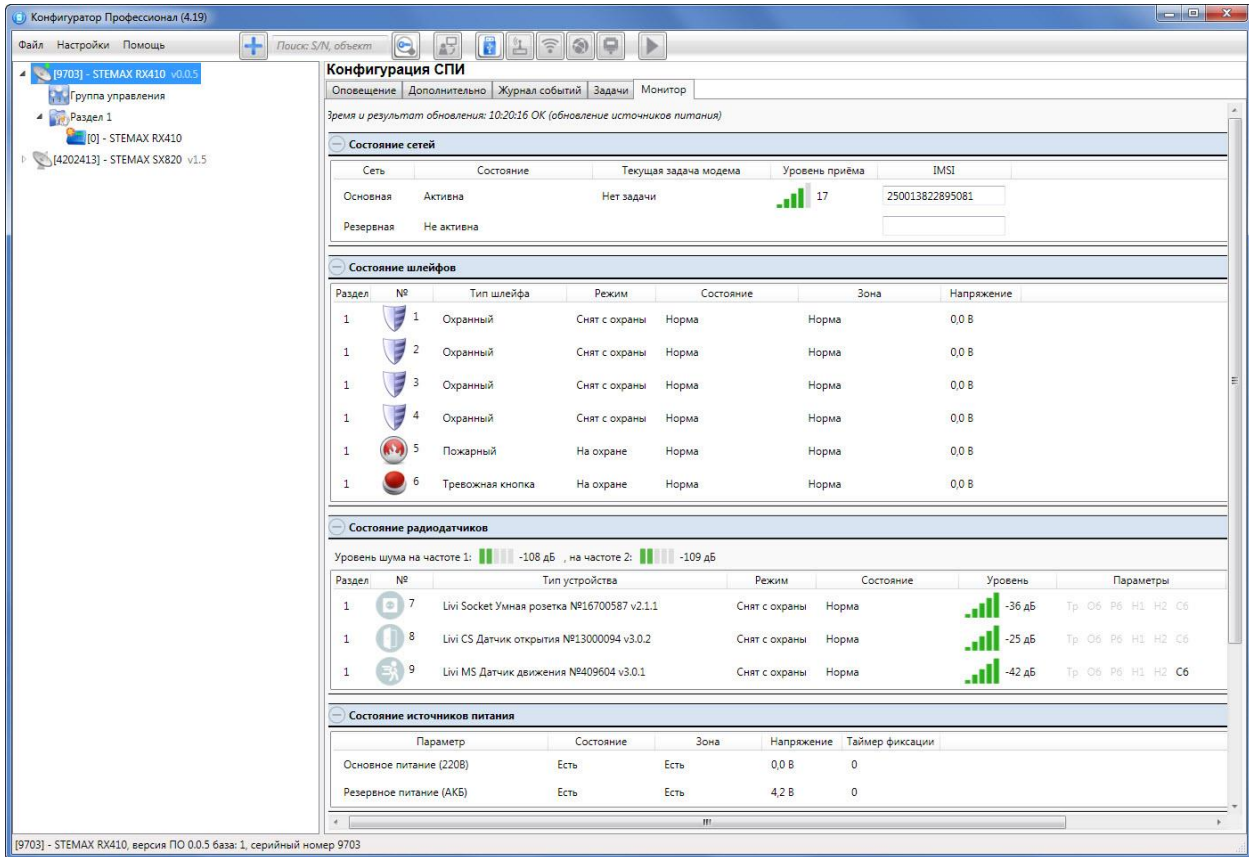 Конфигуратор Профессионал (4.19)
Файл Настройки Помощь Поиск: S/N, объект
[9703] - STEMAX RX410 v0.0.5
Группа управления
Раздел 1
[0] - STEMAX RX410
[4202413] - STEMAX SX820 v1.5
Конфигурация СПИ
Оповещение Дополнительно Журнал событий Задачи Монитор
Время и результат обновления: 10:20:16 ОК (обновление источников питания)
Состояние сетей
Сеть Состояние Текущая задача модема Уровень приёма IMSI
Основная Активна Нет задачи 17 250013822895081
Резервная Не активна
Состояние шлейфов
Раздел № Тип шлейфа Режим Состояние Зона Напряжение
1 1 Охранный Снят с охраны Норма Норма 0,0 В
1 2 Охранный Снят с охраны Норма Норма 0,0 В
1 3 Охранный Снят с охраны Норма Норма 0,0 В
1 4 Охранный Снят с охраны Норма Норма 0,0 В
1 5 Пожарный На охране Норма Норма 0,0 В
1 6 Тревожная кнопка На охране Норма Норма 0,0 В
Состояние радиодатчиков
Уровень шума на частоте 1: -108 дБ , на частоте 2: -109 дБ
Раздел № Тип устройства Режим Состояние Уровень Параметры
1 7 Livi Socket Умная розетка №16700587 v2.1.1 Снят с охраны Норма -36 дБ Тр Об Рб Н1 Н2 Сб
1 8 Livi CS Датчик открытия №13000094 v3.0.2 Снят с охраны Норма -25 дБ Тр Об Рб Н1 Н2 Сб
1 9 Livi MS Датчик движения №409604 v3.0.1 Снят с охраны Норма -42 дБ Тр Об Рб Н1 Н2 Сб
Состояние источников питания
Параметр Состояние Зона Напряжение Таймер фиксации
Основное питание (220В) Есть Есть 0,0 В 0
Резервное питание (АКБ) Есть Есть 4,2 В 0
[9703] - STEMAX RX410, версия ПО 0.0.5 база: 1, серийный номер 9703